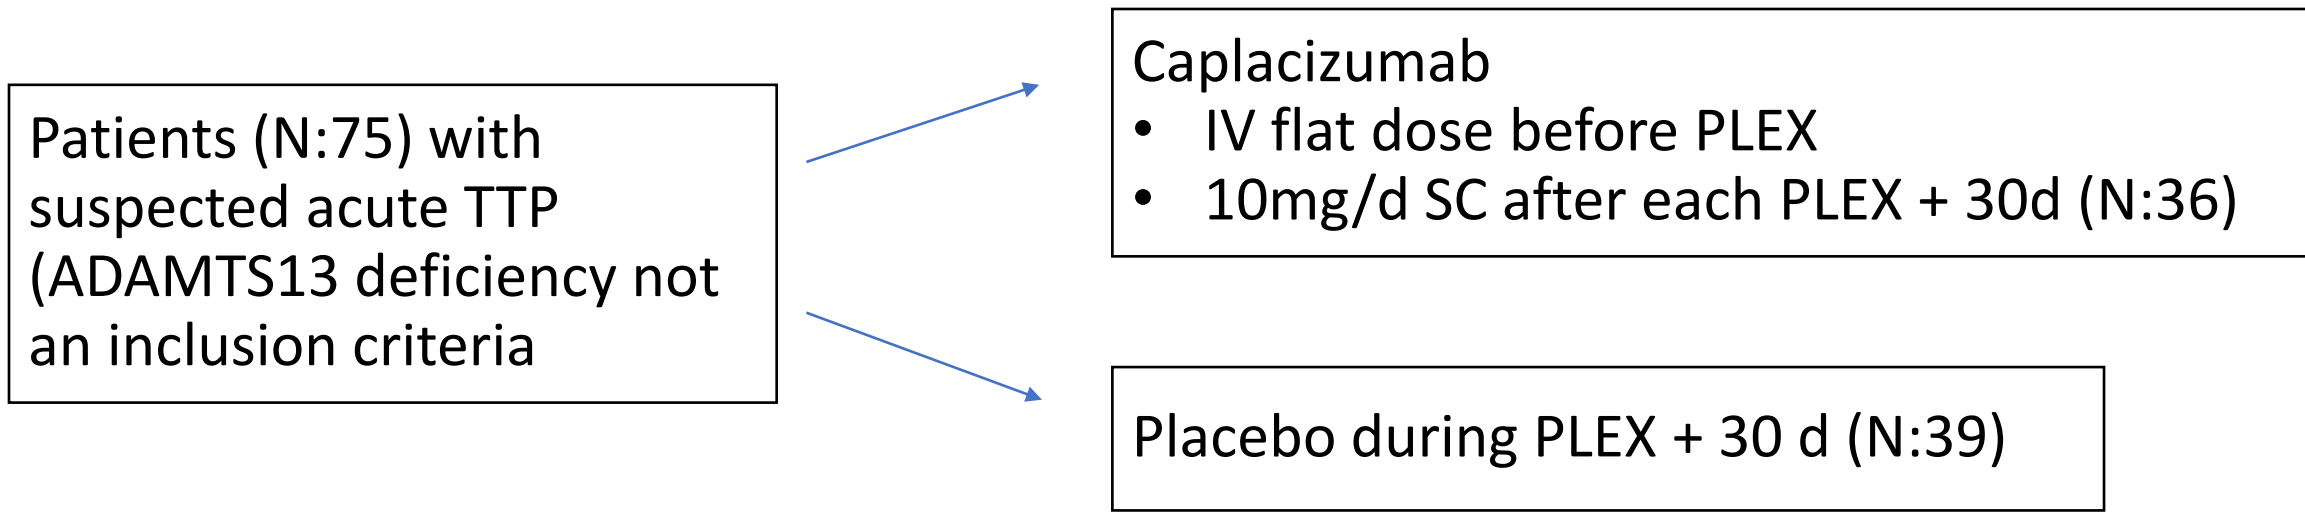 Patients (N:75) with
suspected acute TTP
(ADAMTS13 deficiency not
an inclusion criteria
Caplacizumab
• IV flat dose before PLEX
• 10mg/d SC after each PLEX + 30d (N:36)
Placebo during PLEX + 30 d (N:39)